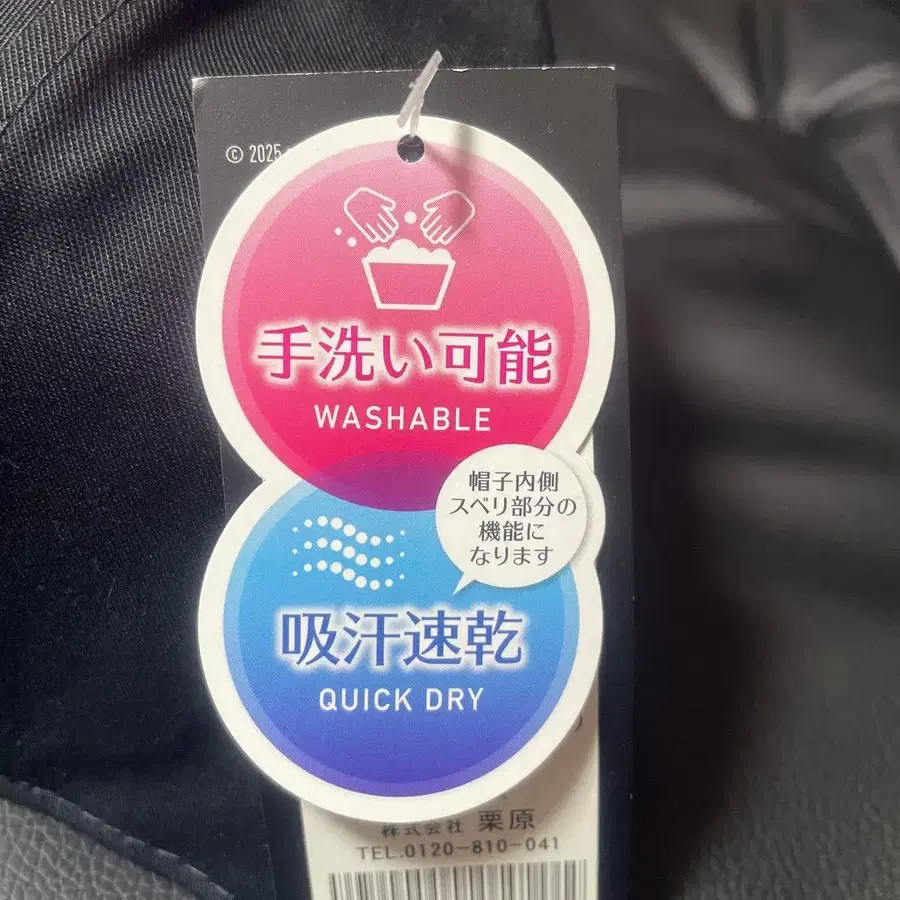 © 2025
手洗い可能
WASHABLE
帽子内側
スベリ部分の
機能に
なります
吸汗速乾
QUICK DRY
株式会社 栗原
TEL.0120-810-041